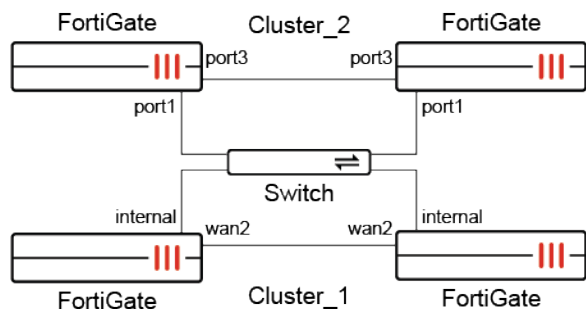 FortiGate Cluster_2 FortiGate
port3 port3
port1 port1
Switch
internal internal
wan2 wan2
FortiGate Cluster_1 FortiGate